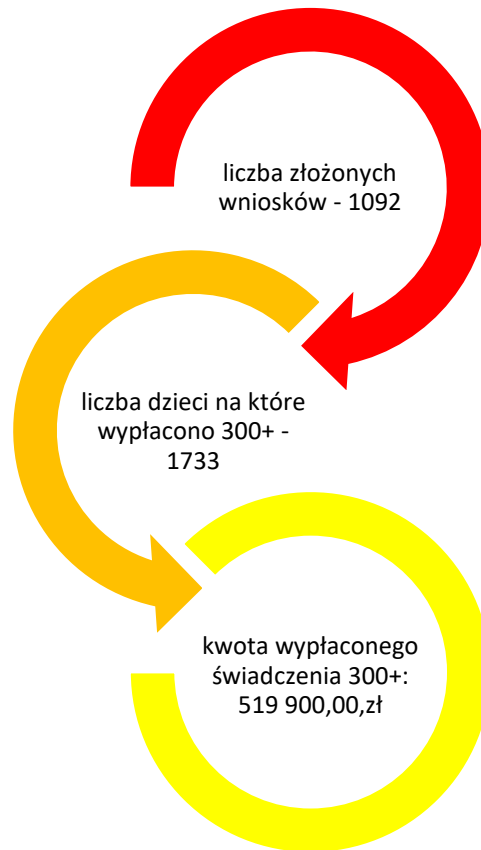 liczba złożonych
wniosków - 1092
liczba dzieci na które
wypłacono 300+ -
1733
kwota wypłaconego
świadczenia 300+:
519 900,00,zł